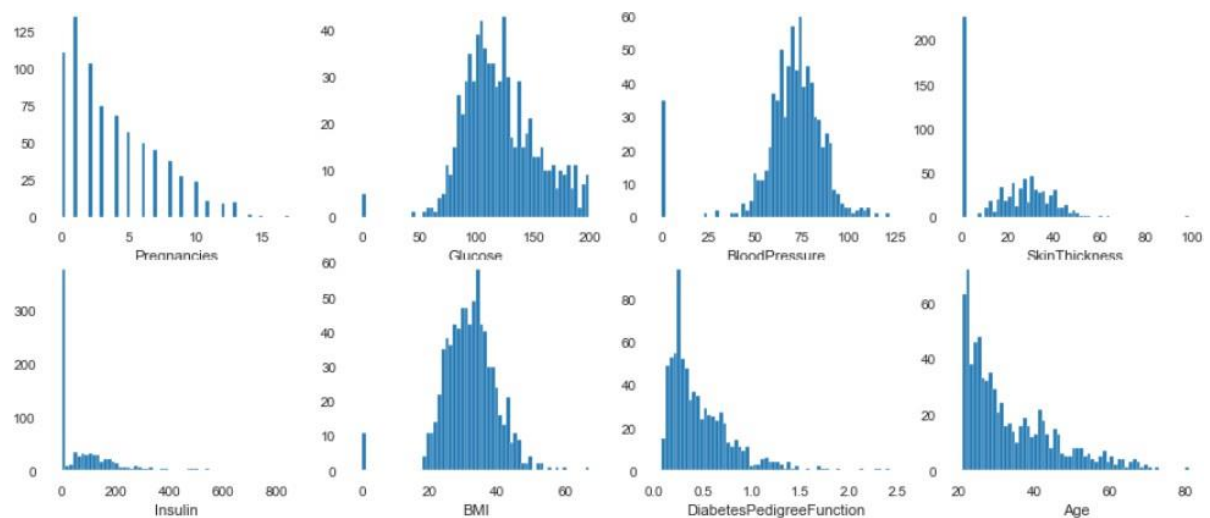 125
100
75
50
25
0
0 5 10 15
Pregnancies
40
30
20
10
0
0 50 100 150 200
Glucose
60
50
40
30
20
10
0
0 25 50 75 100 125
BloodPressure
200
150
100
50
0
0 20 40 60 80 100
SkinThickness
300
200
100
0
0 200 400 600 800
Insulin
60
50
40
30
20
10
0
0 20 40 60
BMI
80
60
40
20
0
0.0 0.5 1.0 1.5 2.0 2.5
DiabetesPedigreeFunction
60
40
20
0
20 40 60 80
Age